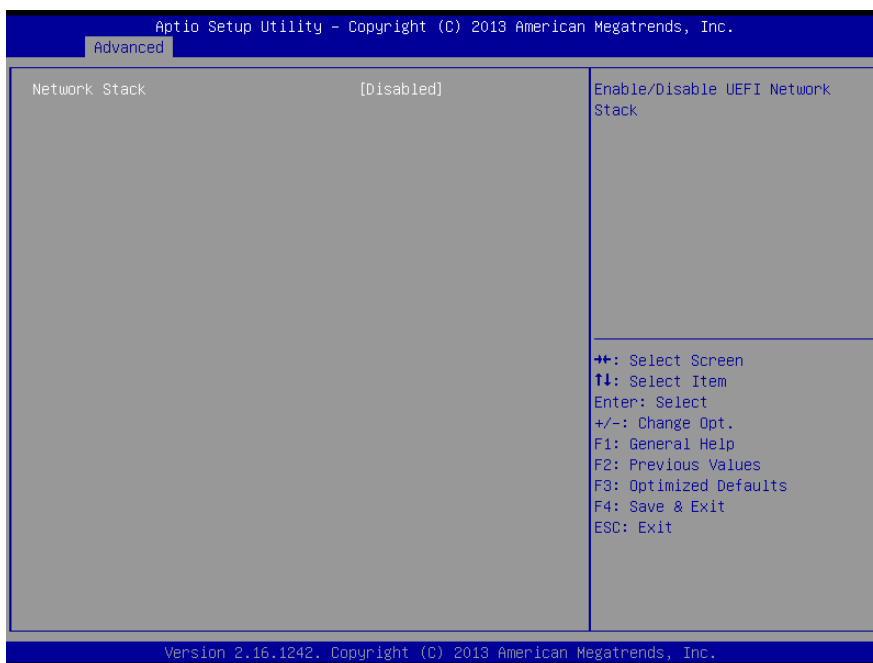 Aptio Setup Utility – Copyright (C) 2013 American Megatrends, Inc.
Advanced
Network Stack [Disabled]
Enable/Disable UEFI Network
Stack
→←: Select Screen
↑↓: Select Item
Enter: Select
+/-: Change Opt.
F1: General Help
F2: Previous Values
F3: Optimized Defaults
F4: Save & Exit
ESC: Exit
Version 2.16.1242. Copyright (C) 2013 American Megatrends, Inc.